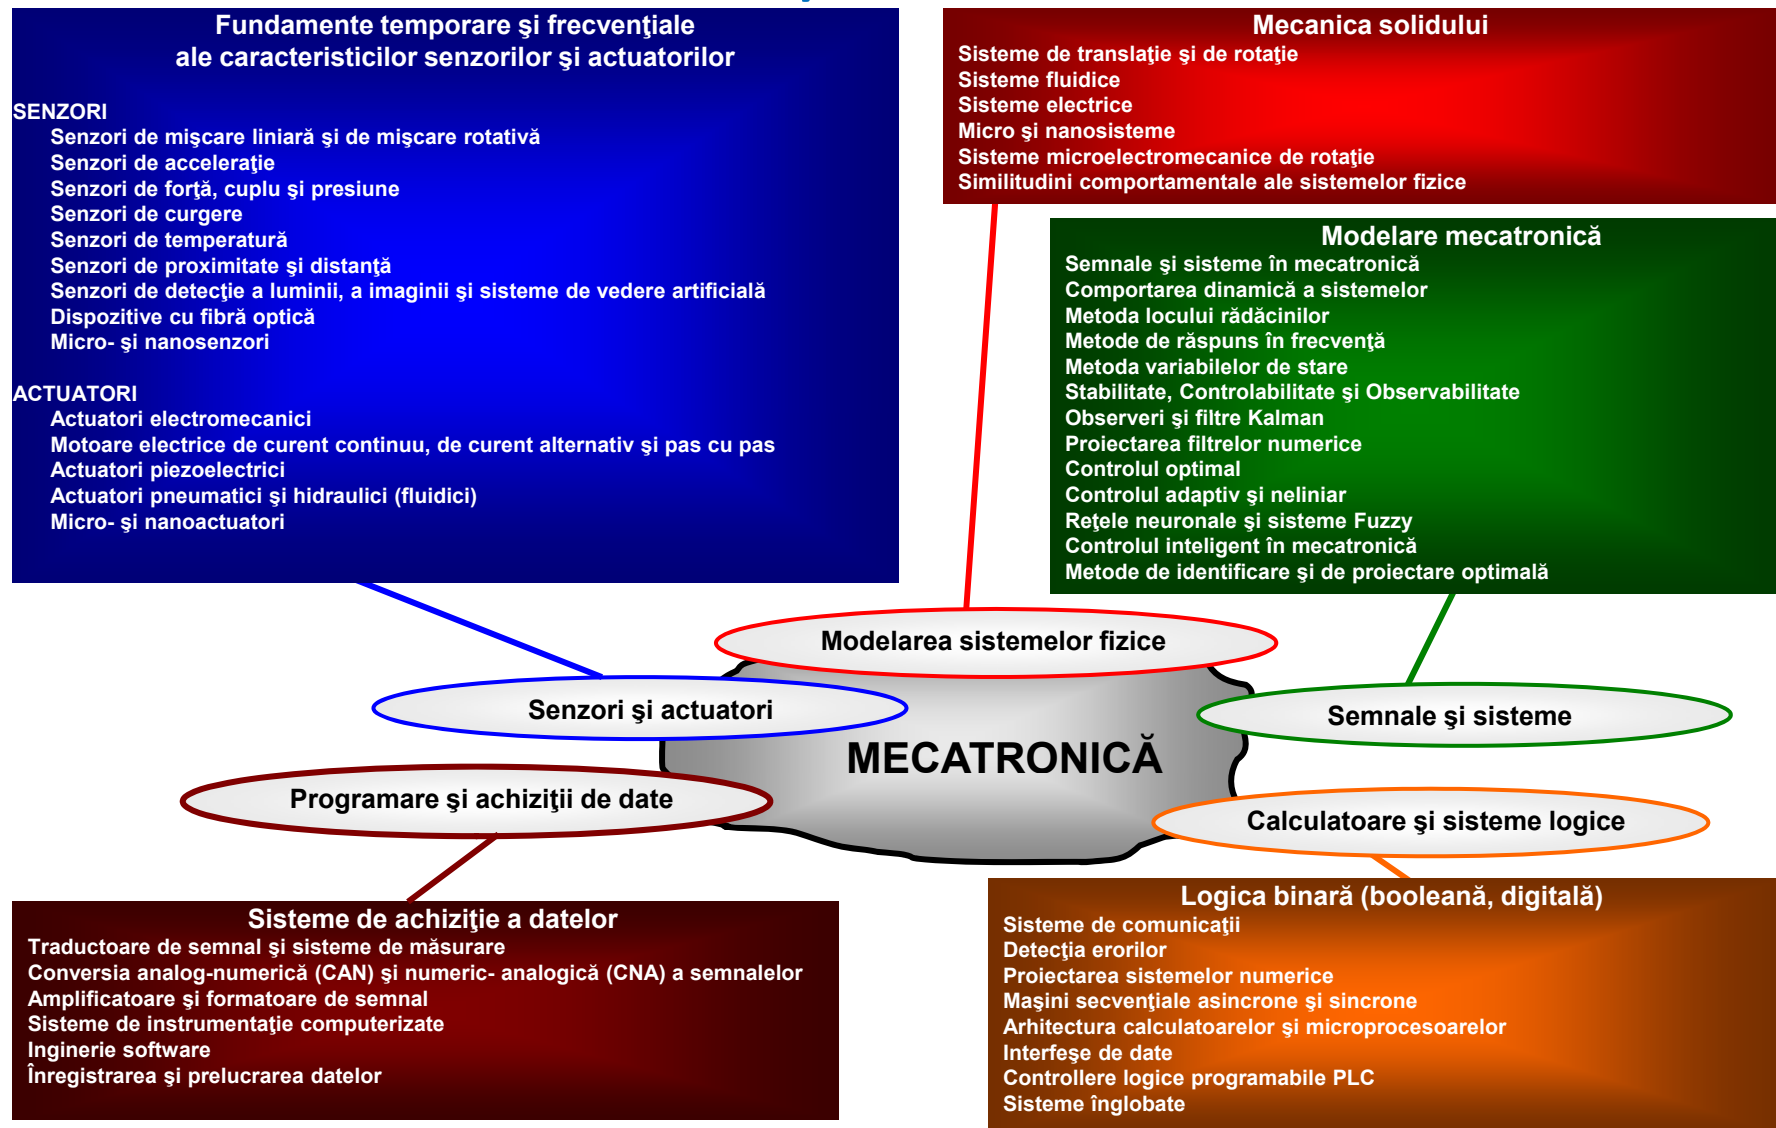 Fundamente temporare şi frecvenţiale
ale caracteristicilor senzorilor şi actuatorilor
SENZORI
Senzori de mişcare liniară şi de mişcare rotativă
Senzori de acceleraţie
Senzori de forţă, cuplu şi presiune
Senzori de curgere
Senzori de temperatură
Senzori de proximitate şi distanţă
Senzori de detecţie a luminii, a imaginii şi sisteme de vedere artificială
Dispozitive cu fibră optică
Micro- şi nanosenzori
ACTUATORI
Actuatori electromecanici
Motoare electrice de curent continuu, de curent alternativ şi pas cu pas
Actuatori piezoelectrici
Actuatori pneumatici şi hidraulici (fluidici)
Micro- şi nanoactuatori
Mecanica solidului
Sisteme de translaţie şi de rotaţie
Sisteme fluidice
Sisteme electrice
Micro şi nanosisteme
Sisteme microelectromecanice de rotaţie
Similitudini comportamentale ale sistemelor fizice
Modelare mecatronică
Semnale şi sisteme în mecatronică
Comportarea dinamică a sistemelor
Metoda locului rădăcinilor
Metode de răspuns în frecvenţă
Metoda variabilelor de stare
Stabilitate, Controlabilitate şi Observabilitate
Observeri şi filtre Kalman
Proiectarea filtrelor numerice
Controlul optimal
Controlul adaptiv şi neliniar
Reţele neuronale şi sisteme Fuzzy
Controlul inteligent în mecatronică
Metode de identificare şi de proiectare optimală
Modelarea sistemelor fizice
Senzori şi actuatori
Semnale şi sisteme
MECATRONICĂ
Programare şi achiziţii de date
Calculatoare şi sisteme logice
Sisteme de achiziţie a datelor
Traductoare de semnal şi sisteme de măsurare
Conversia analog-numerică (CAN) şi numeric- analogică (CNA) a semnalelor
Amplificatoare şi formatoare de semnal
Sisteme de instrumentaţie computerizate
Inginerie software
Înregistrarea şi prelucrarea datelor
Logica binară (booleană, digitală)
Sisteme de comunicaţii
Detecţia erorilor
Proiectarea sistemelor numerice
Maşini secvenţiale asincrone şi sincrone
Arhitectura calculatoarelor şi microprocesoarelor
Interfeşe de date
Controllere logice programabile PLC
Sisteme înglobate